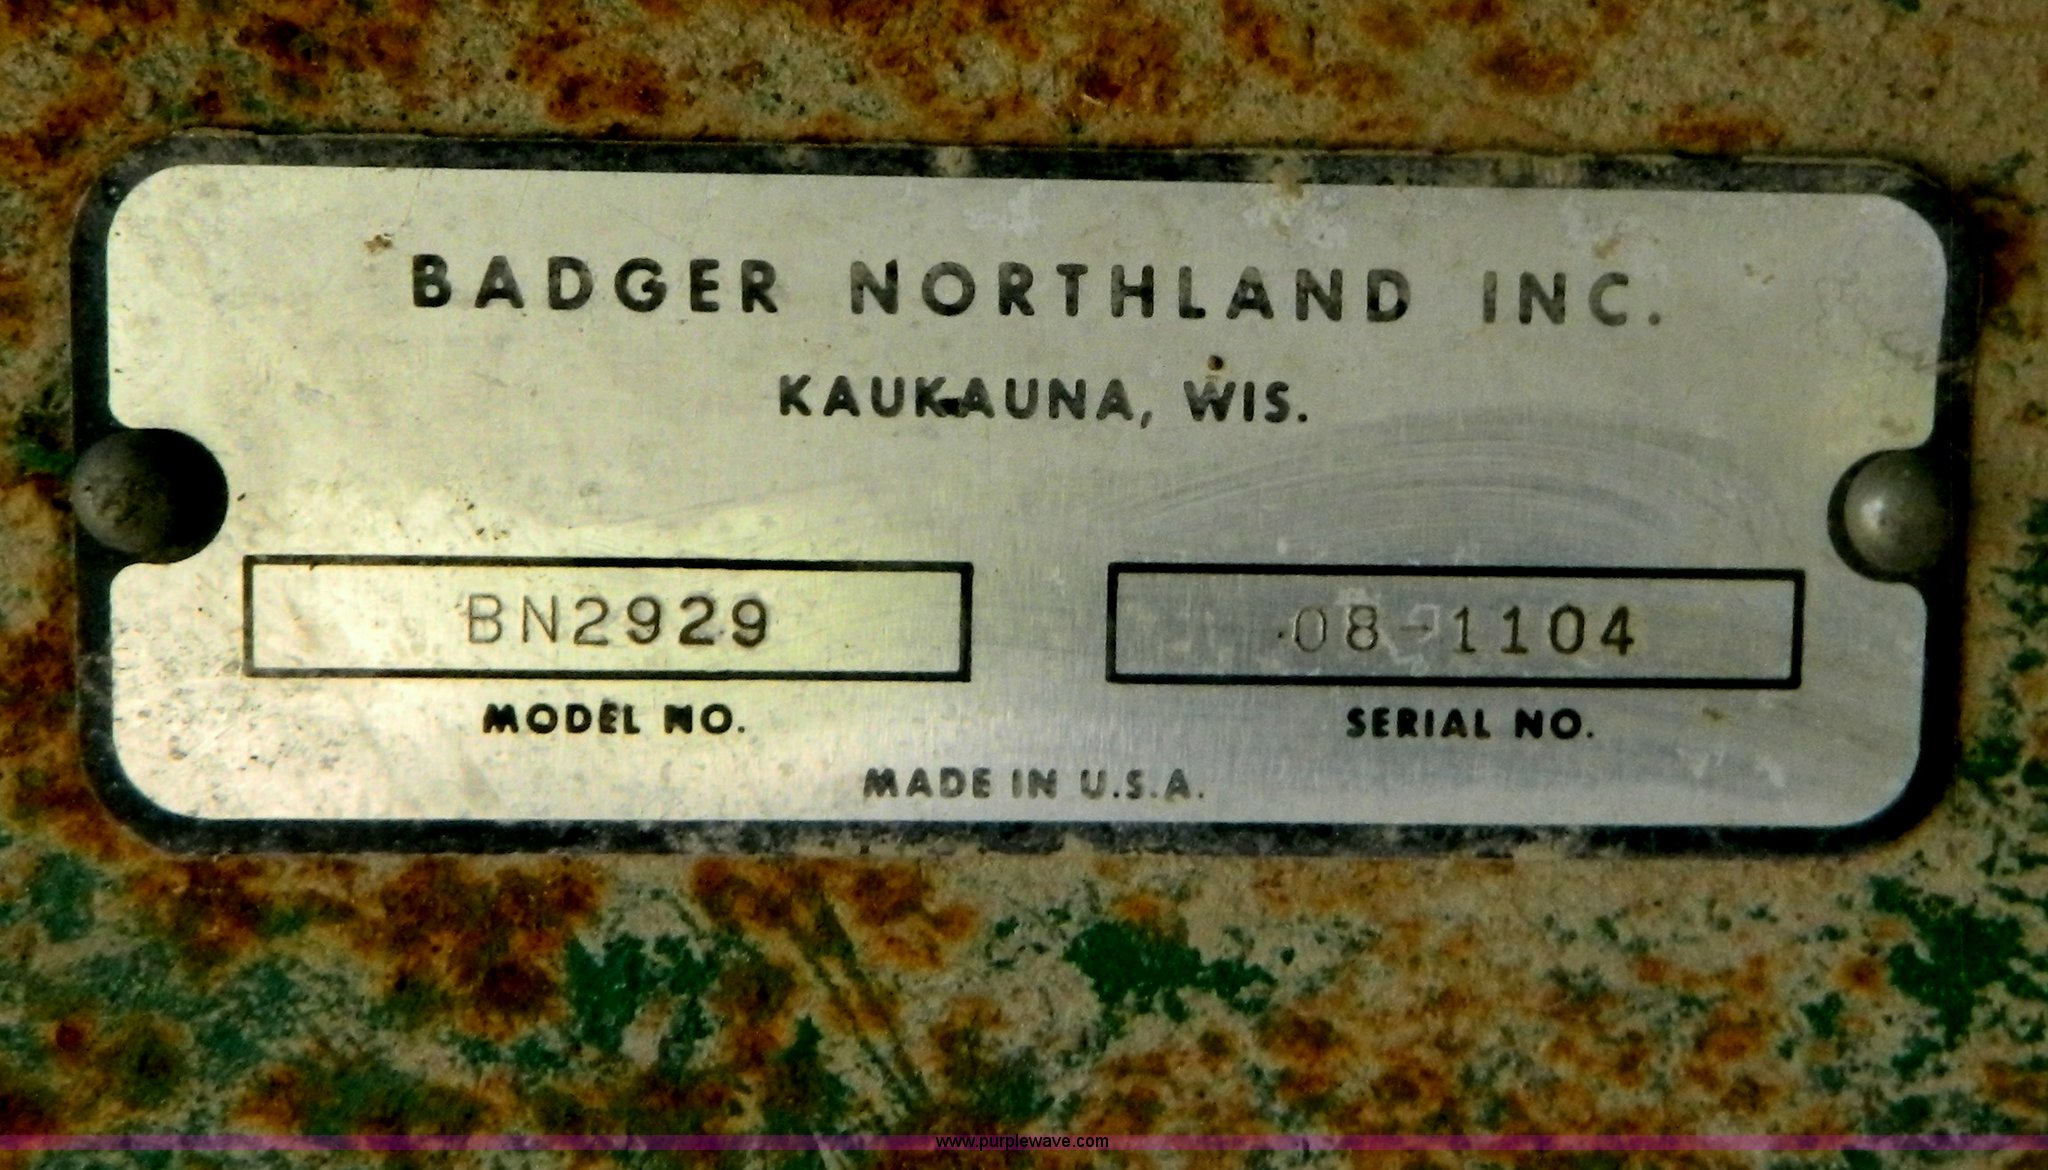 BADGER NORTHLAND INC.
KAUKAUNA, WIS.
BN2929
08-1104
MODEL NO.
SERIAL NO.
MADE IN U.S.A.
www.purplewave.com